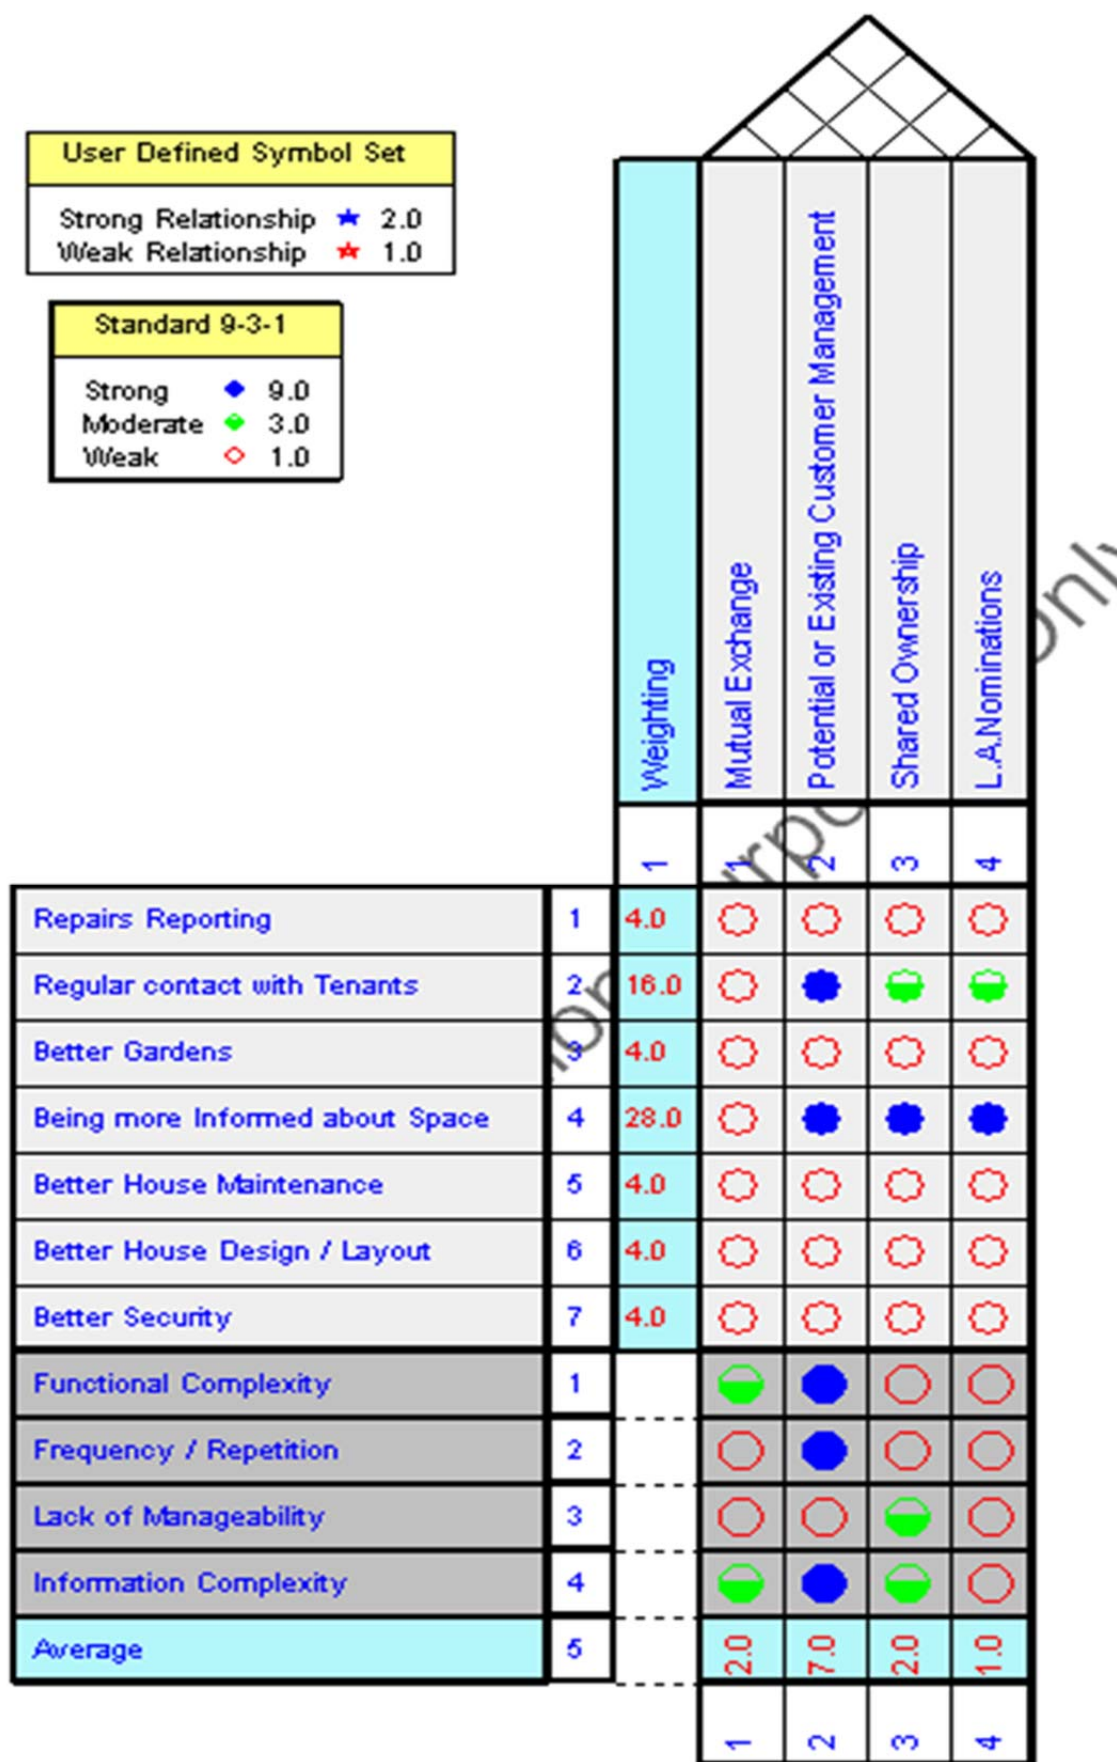 User Defined Symbol Set
Strong Relationship 2.0
Weak Relationship 1.0
Standard 9-3-1
Strong 9.0
Moderate 3.0
Weak 1.0
Weighting
Mutual Exchange
Potential or Existing Customer Management
Shared Ownership
L.A.Nominations
1 1 2 3 4
Repairs Reporting 1 4.0
Regular contact with Tenants 2 16.0
Better Gardens 3 4.0
Being more Informed about Space 4 28.0
Better House Maintenance 5 4.0
Better House Design / Layout 6 4.0
Better Security 7 4.0
Functional Complexity 1
Frequency / Repetition 2
Lack of Manageability 3
Information Complexity 4
Average 5 2.0 7.0 2.0 1.0
1 2 3 4